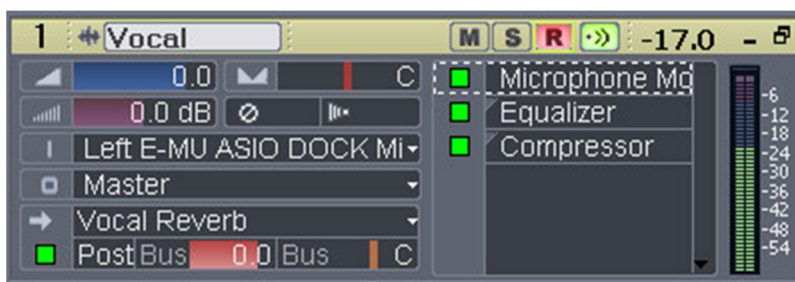 1 Vocal M S R -17.0
0.0 C
0.0 dB
I Left E-MU ASIO DOCK Mi
O Master
Vocal Reverb
Post Bus 0.0 Bus C
Microphone Mo
Equalizer
Compressor
-6
-12
-18
-24
-30
-36
-42
-48
-54